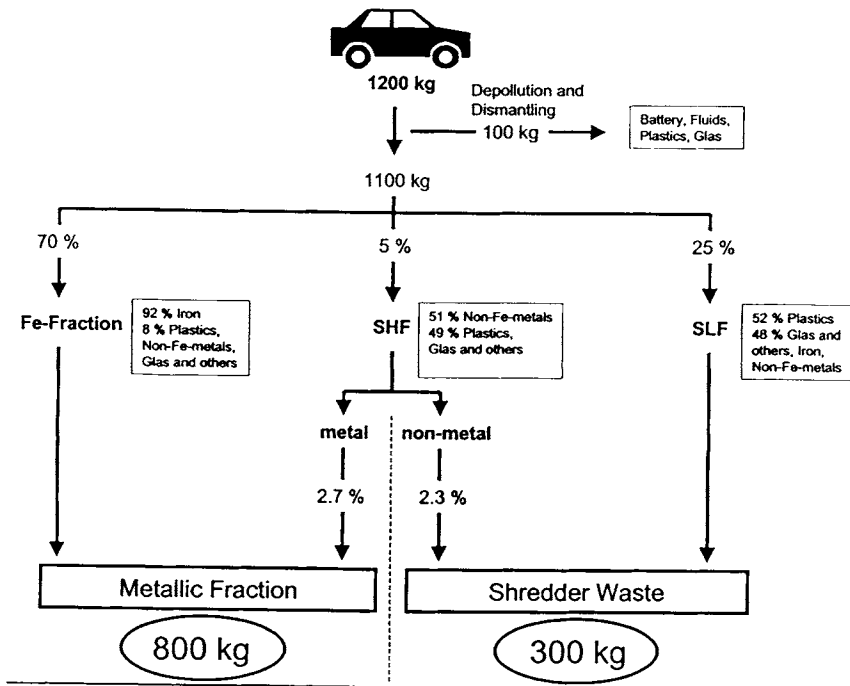 1200 kg
Depollution and
Dismantling
100 kg
Battery, Fluids,
Plastics, Glas
1100 kg
70 %
5 %
25 %
Fe-Fraction
92 % Iron
8 % Plastics,
Non-Fe-metals,
Glas and others
SHF
51 % Non-Fe-metals
49 % Plastics,
Glas and others
SLF
52 % Plastics
48 % Glas and
others, Iron,
Non-Fe-metals
metal
non-metal
2.7 %
2.3 %
Metallic Fraction
Shredder Waste
800 kg
300 kg